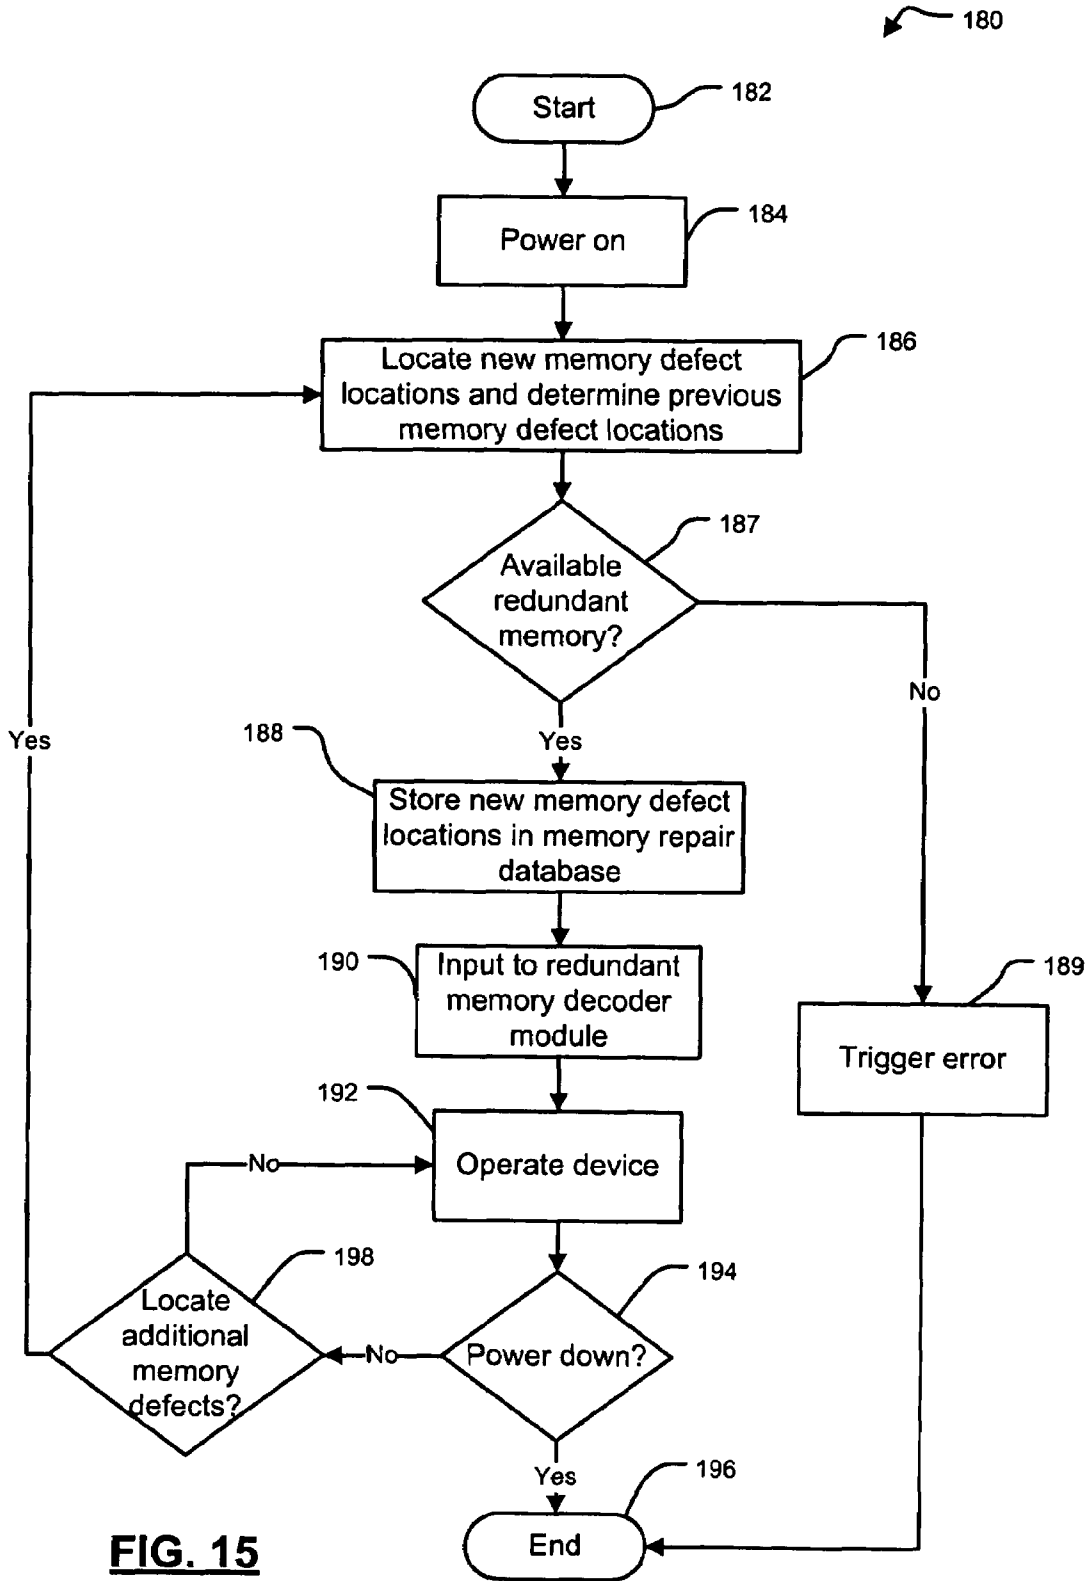 180
Start
182
Power on
184
Locate new memory defect
locations and determine previous
memory defect locations
186
Available
redundant
memory?
187
No
Yes
Yes
188
Store new memory defect
locations in memory repair
database
190
Input to redundant
memory decoder
module
189
Trigger error
192
Operate device
No
198
Locate
additional
memory
defects?
194
Power down?
No
Yes
196
End
FIG. 15